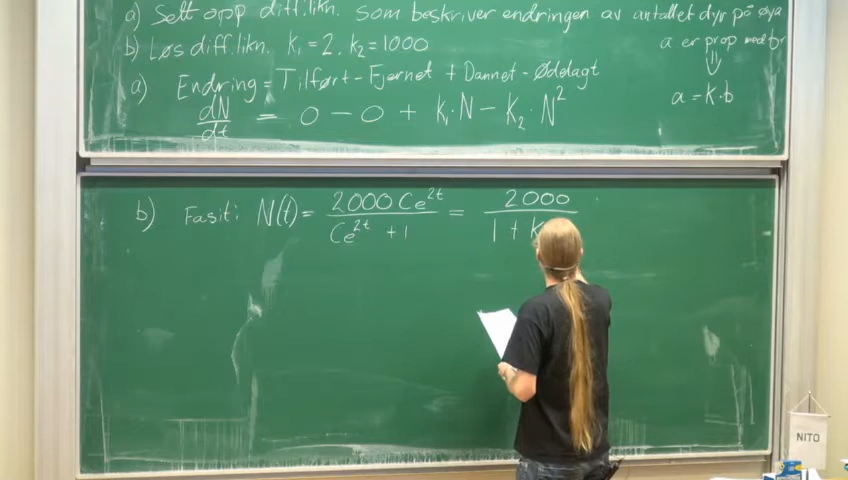 a) Sett opp diff.likn. som beskriver endringen av antallet dyr på øya
b) Løs diff.likn. k₁ = 2, k₂ = 1000
a er prop med b
⇓
a = k·b
a) Endring = Tilført - Fjernet + Dannet - Ødelagt
dN/dt = 0 - 0 + k₁·N - k₂·N²
b) Fasit: N(t) = 2000 Ce^2t / Ce^2t + 1 = 2000 / 1 + K
NITO